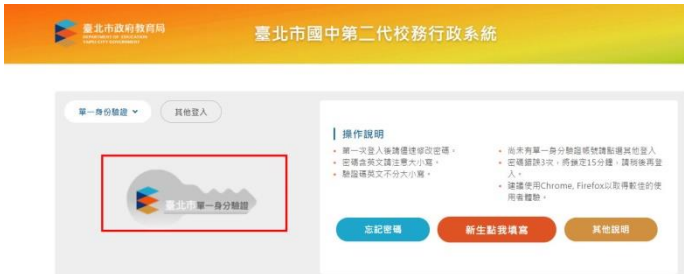 臺北市政府教育局
DEPARTMENT OF EDUCATION
TAIPEI CITY GOVERNMENT
臺北市國中第二代校務行政系統
單一身份驗證
其他登入
臺北市單一身分驗證
操作說明
第一次登入後請儘速修改密碼。
密碼含英文請注意大小寫。
驗證碼英文不分大小寫。
尚未有單一身分驗證帳號請點選其他登入
密碼錯誤3次，將鎖定15分鐘，請稍後再登
入。
建議使用Chrome, Firefox以取得較佳的使
用者體驗。
忘記密碼
新生點我填寫
其他說明